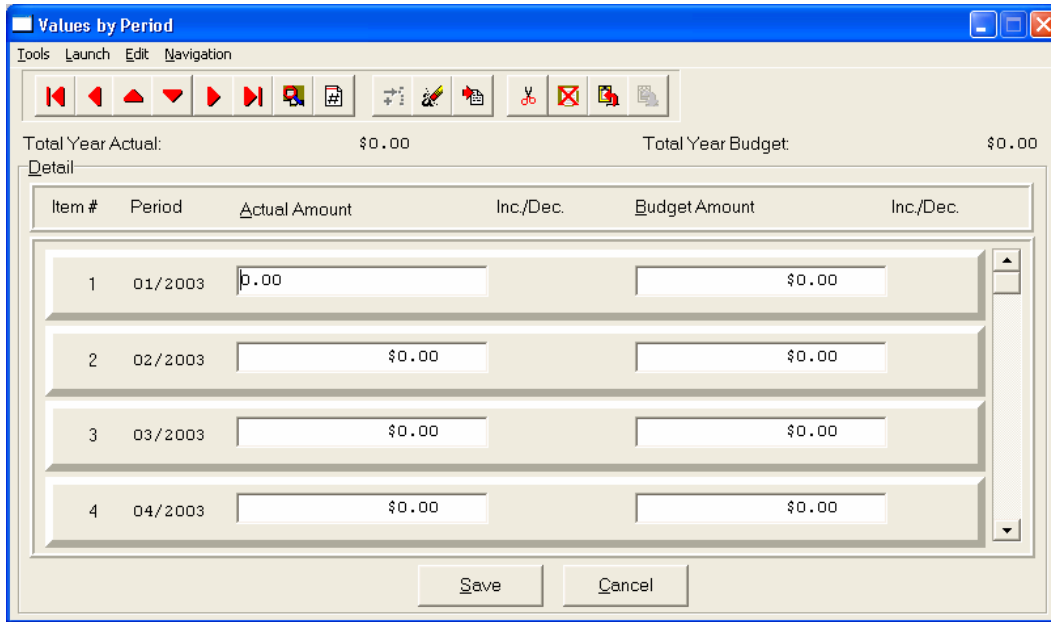 Values by Period
Tools Launch Edit Navigation
#
Total Year Actual: $0.00 Total Year Budget: $0.00
Detail
Item # Period Actual Amount Inc./Dec. Budget Amount Inc./Dec.
1 01/2003 0.00 $0.00
2 02/2003 $0.00 $0.00
3 03/2003 $0.00 $0.00
4 04/2003 $0.00 $0.00
Save Cancel